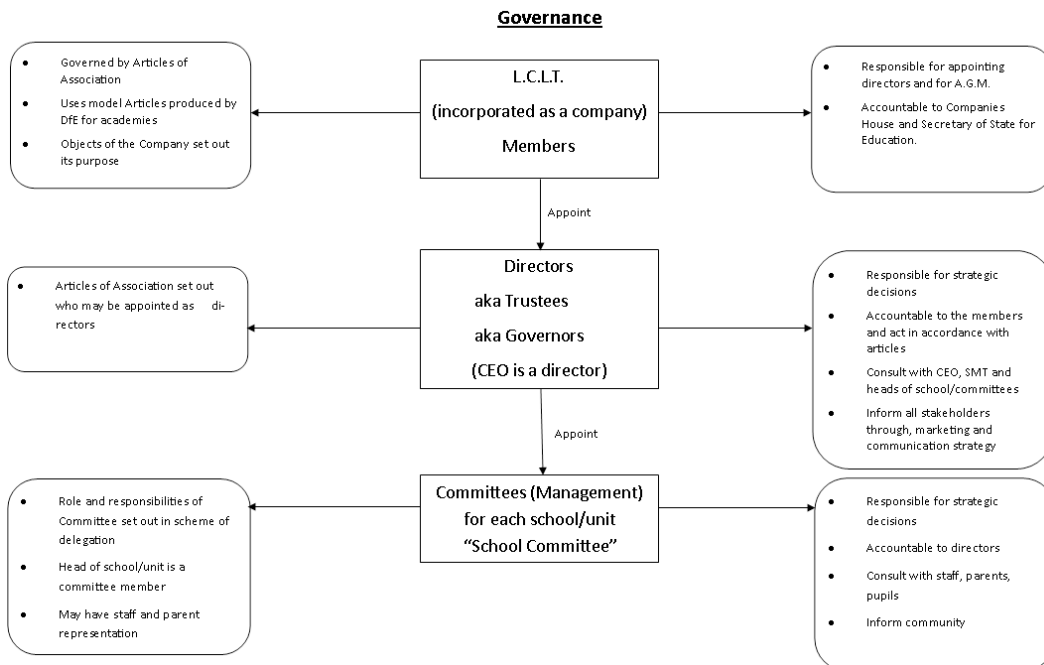 Governance
Governed by Articles of
Association
Uses model Articles produced by
DfE for academies
Objects of the Company set out
its purpose
L.C.L.T.
(incorporated as a company)
Members
Responsible for appointing
directors and for A.G.M.
Accountable to Companies
House and Secretary of State for
Education.
Appoint
Articles of Association set out
who may be appointed as di-
rectors
Directors
aka Trustees
aka Governors
(CEO is a director)
Responsible for strategic
decisions
Accountable to the members
and act in accordance with
articles
Consult with CEO, SMT and
heads of school/committees
Inform all stakeholders
through, marketing and
communication strategy
Appoint
Role and responsibilities of
Committee set out in scheme of
delegation
Head of school/unit is a
committee member
May have staff and parent
representation
Committees (Management)
for each school/unit
“School Committee”
Responsible for strategic
decisions
Accountable to directors
Consult with staff, parents,
pupils
Inform community